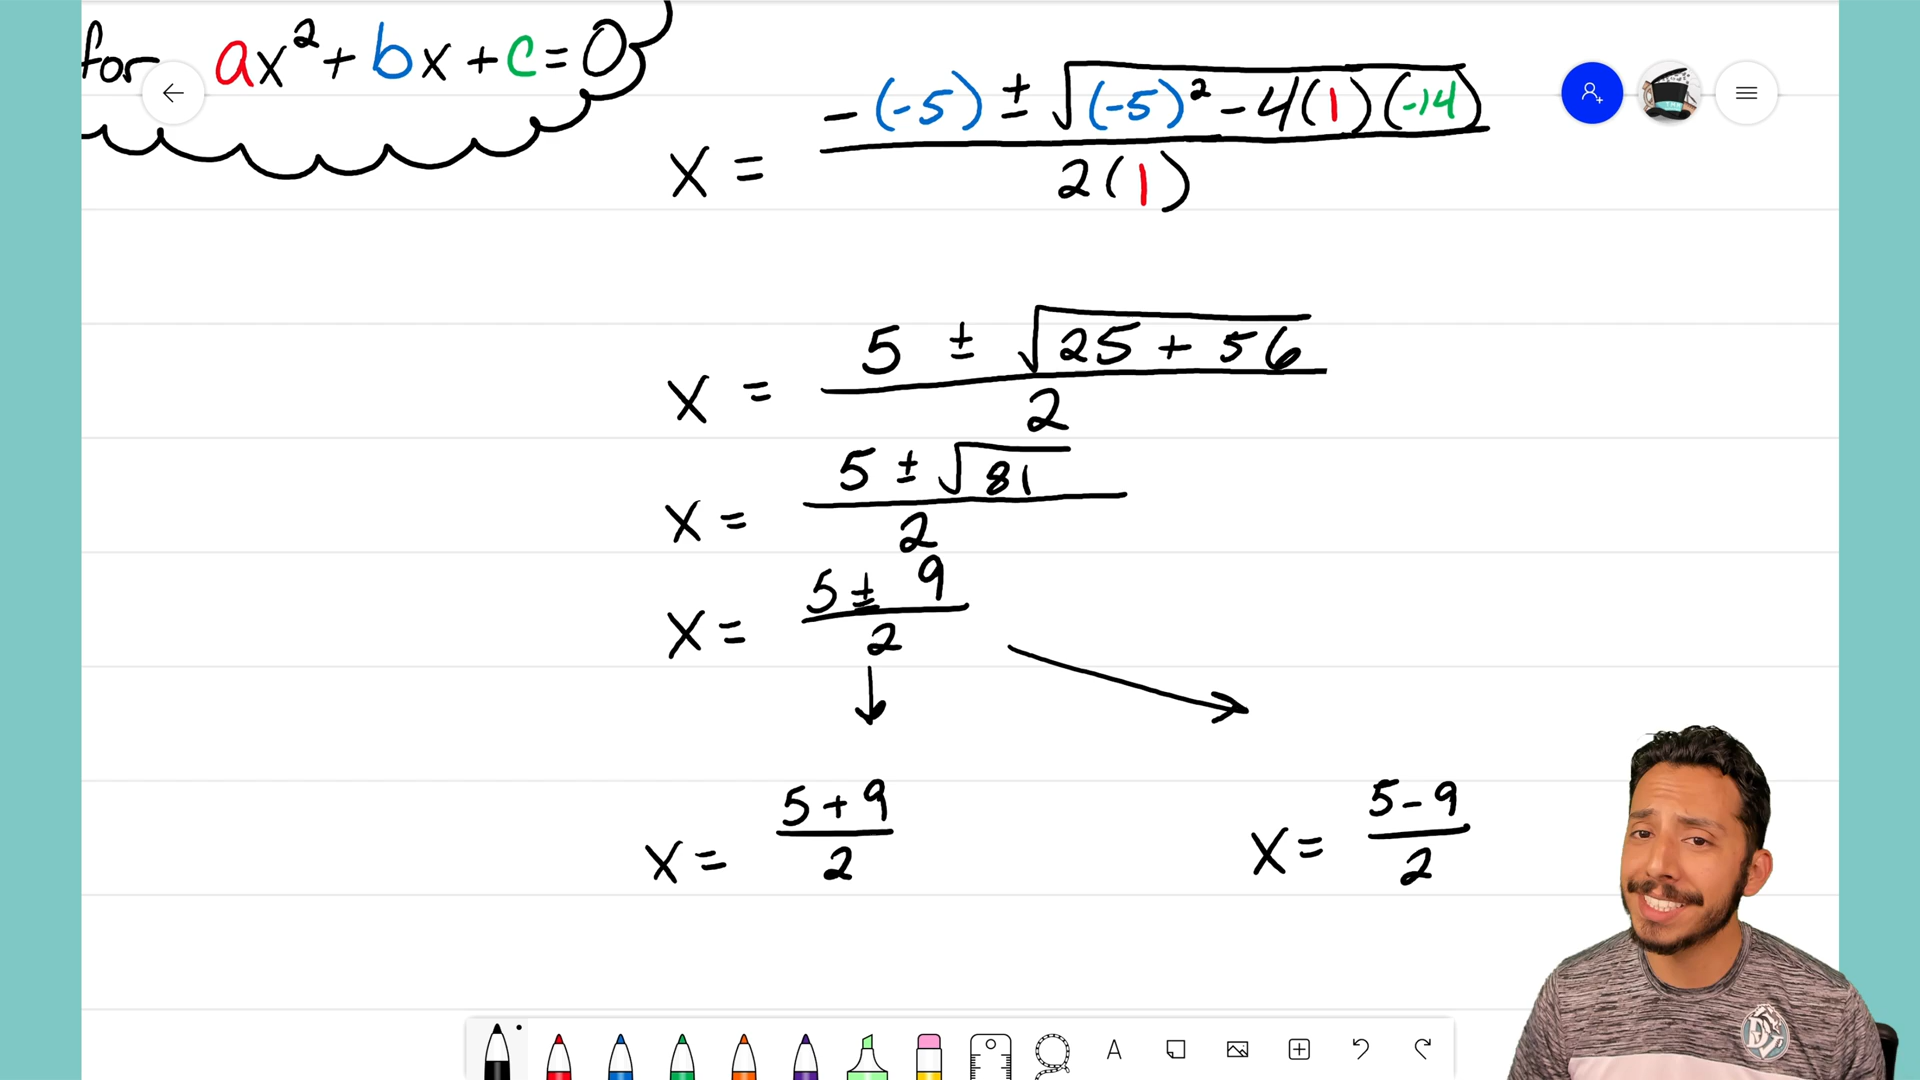 for ax² + bx + c = 0
x = (-(-5) ± √((-5)² - 4(1)(-14))) / 2(1)
x = (5 ± √(25 + 56)) / 2
x = (5 ± √81) / 2
x = (5 ± 9) / 2
x = (5 + 9) / 2
x = (5 - 9) / 2
A